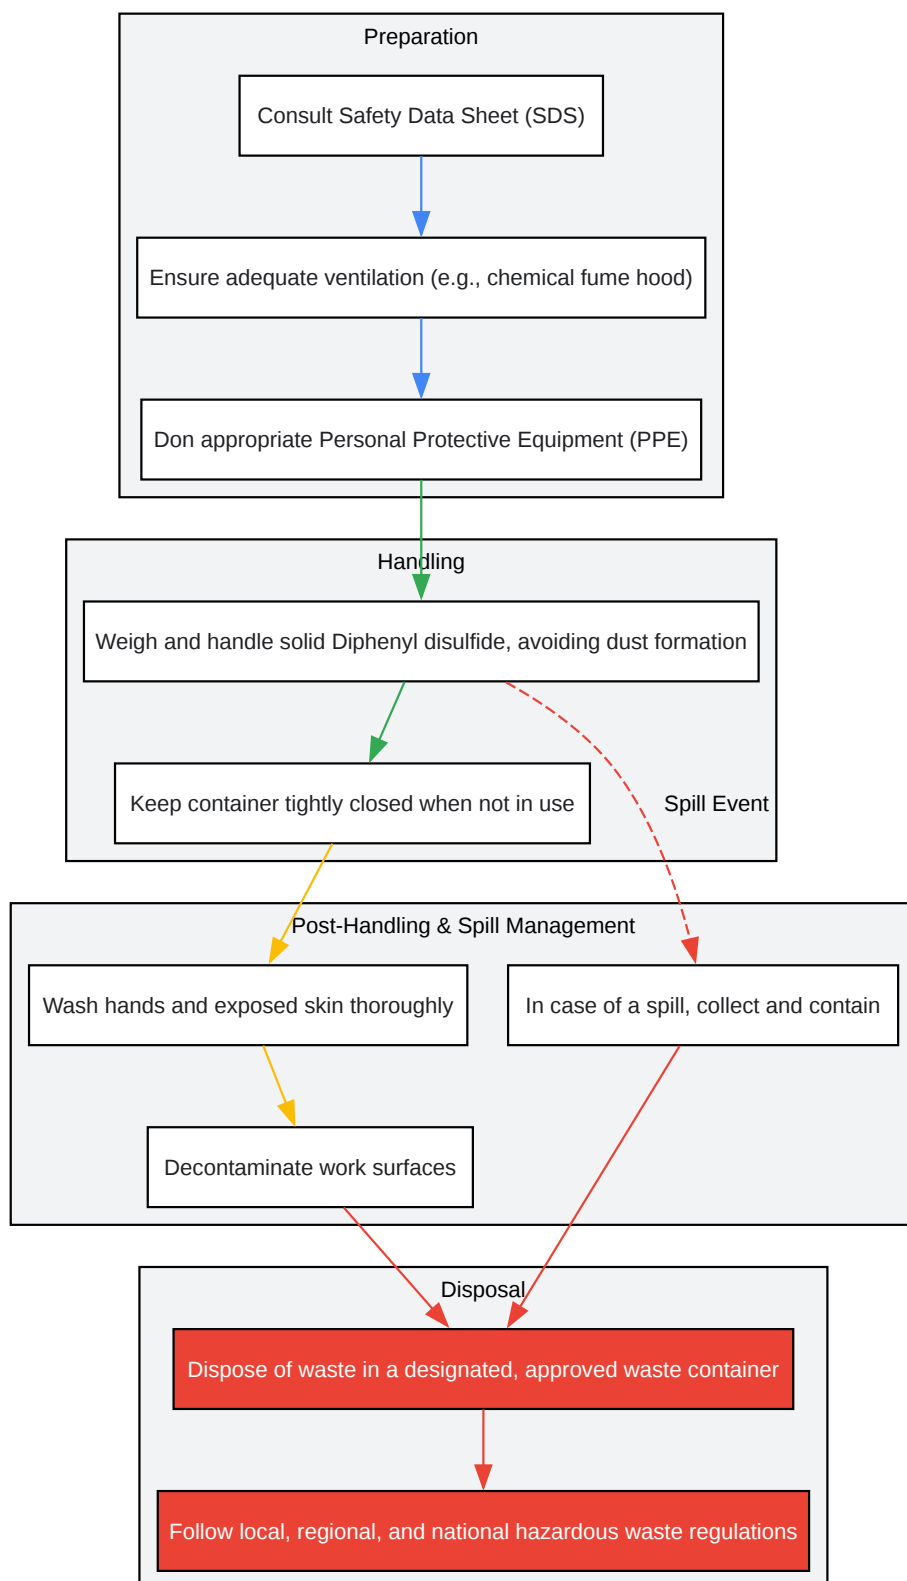 Preparation
Consult Safety Data Sheet (SDS)
Ensure adequate ventilation (e.g., chemical fume hood)
Don appropriate Personal Protective Equipment (PPE)
Handling
Weigh and handle solid Diphenyl disulfide, avoiding dust formation
Keep container tightly closed when not in use
Spill Event
Post-Handling & Spill Management
Wash hands and exposed skin thoroughly
In case of a spill, collect and contain
Decontaminate work surfaces
Disposal
Dispose of waste in a designated, approved waste container
Follow local, regional, and national hazardous waste regulations